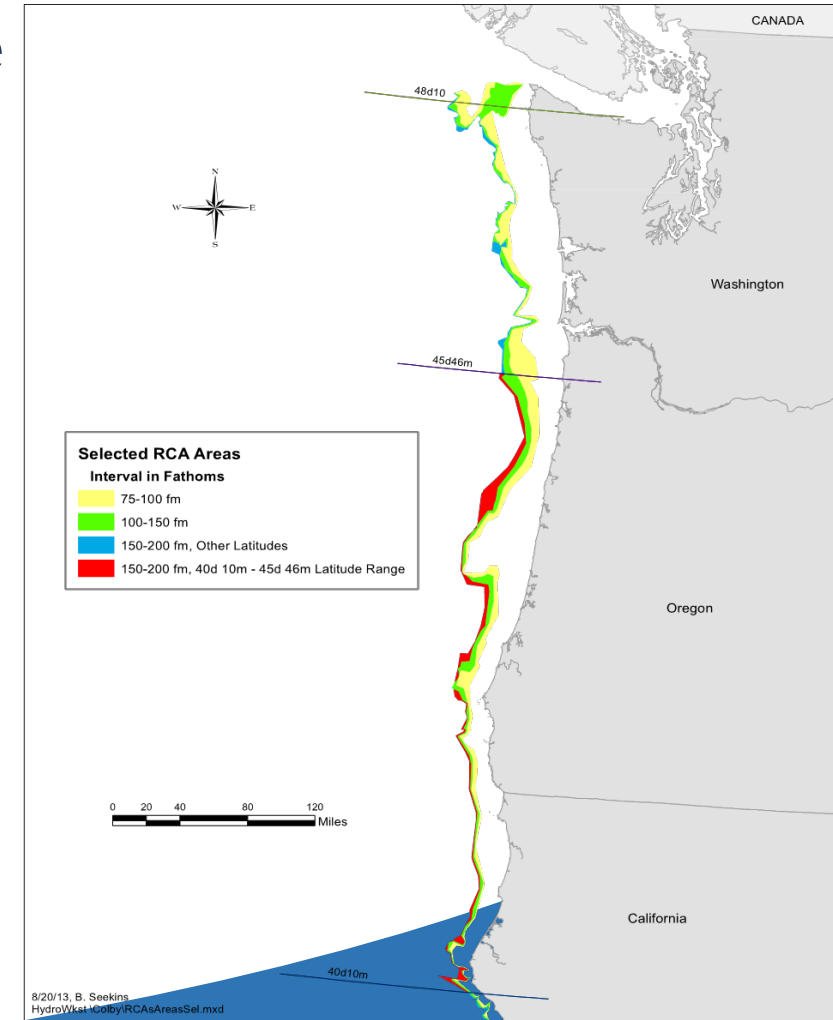 e
CANADA
48d10
N
W E
S
Washington
45d46m
Selected RCA Areas
Interval in Fathoms
75-100 fm
100-150 fm
150-200 fm, Other Latitudes
150-200 fm, 40d 10m - 45d 46m Latitude Range
Oregon
0 20 40 80 120
Miles
California
40d10m
8/20/13, B. Seekins
HydroWkst \Colby\RCAsAreasSel.mxd